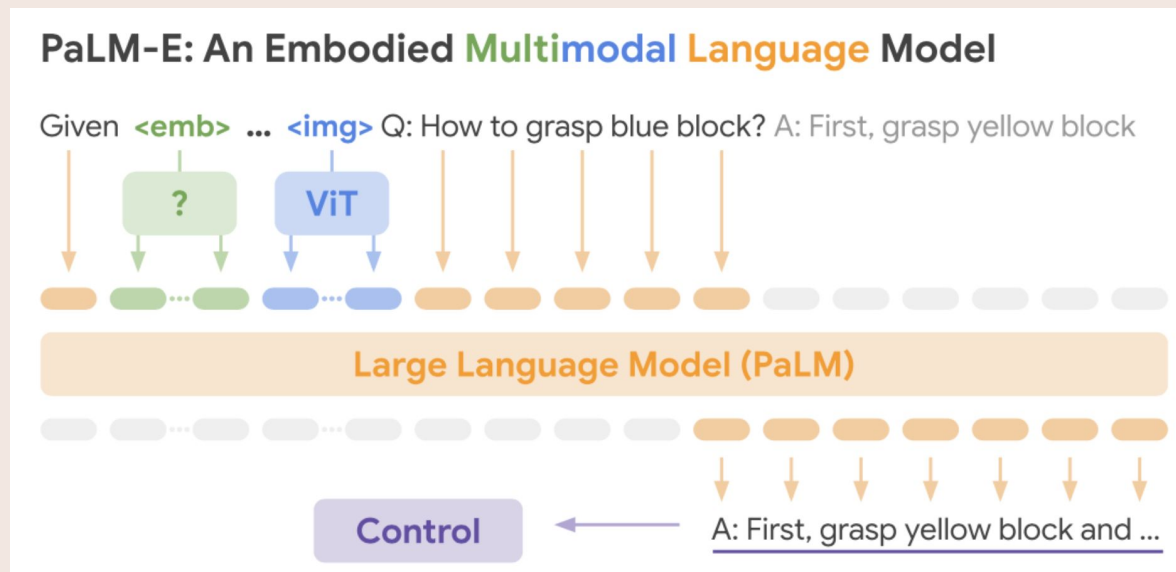 PaLM-E: An Embodied Multimodal Language Model
Given <emb> ... <img> Q: How to grasp blue block? A: First, grasp yellow block
? ViT
Large Language Model (PaLM)
Control A: First, grasp yellow block and ...